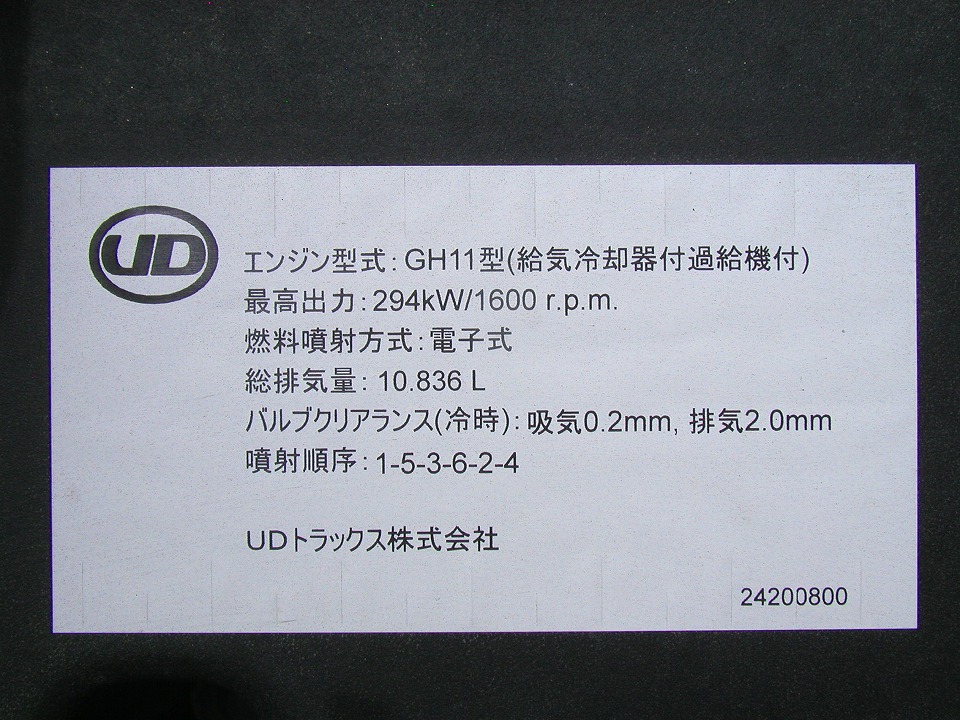 UD
エンジン型式：GH11型(給気冷却器付過給機付)
最高出力：294kW/1600 r.p.m.
燃料噴射方式：電子式
総排気量：10.836 L
バルブクリアランス(冷時)：吸気0.2mm, 排気2.0mm
噴射順序：1-5-3-6-2-4
UDトラックス株式会社
24200800